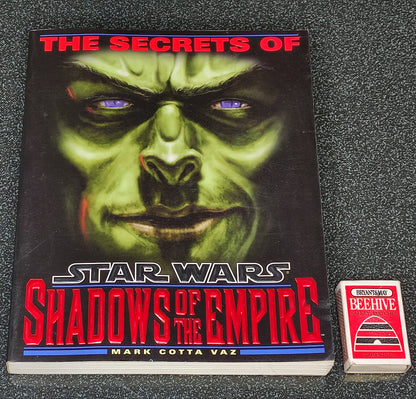 THE SECRETS OF
STAR WARS
SHADOWS OF THE EMPIRE
MARK COTTA VAZ
BRYANT&MAY
BEEHIVE